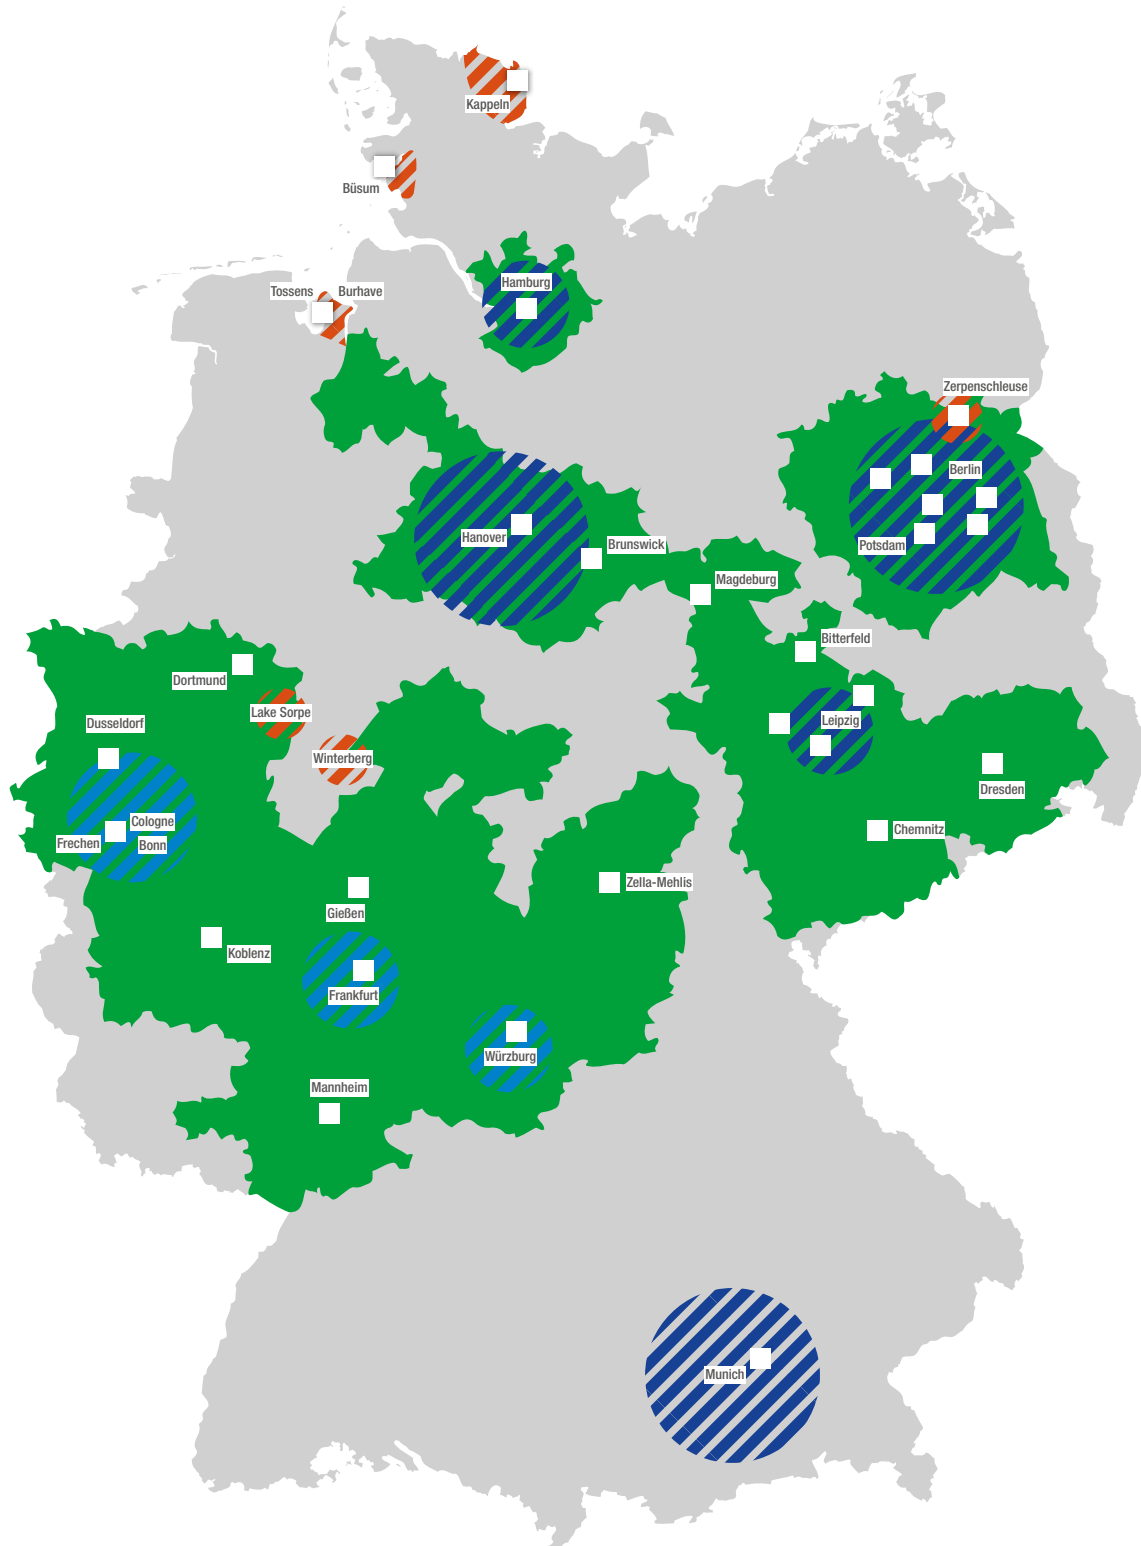 Kappeln
Büsum
Hamburg
Tossens
Burhave
Zerpenschleuse
Berlin
Hanover
Brunswick
Potsdam
Magdeburg
Bitterfeld
Dortmund
Lake Sorpe
Dusseldorf
Leipzig
Winterberg
Dresden
Cologne
Frechen
Bonn
Chemnitz
Zella-Mehlis
Gießen
Koblenz
Frankfurt
Würzburg
Mannheim
Munich